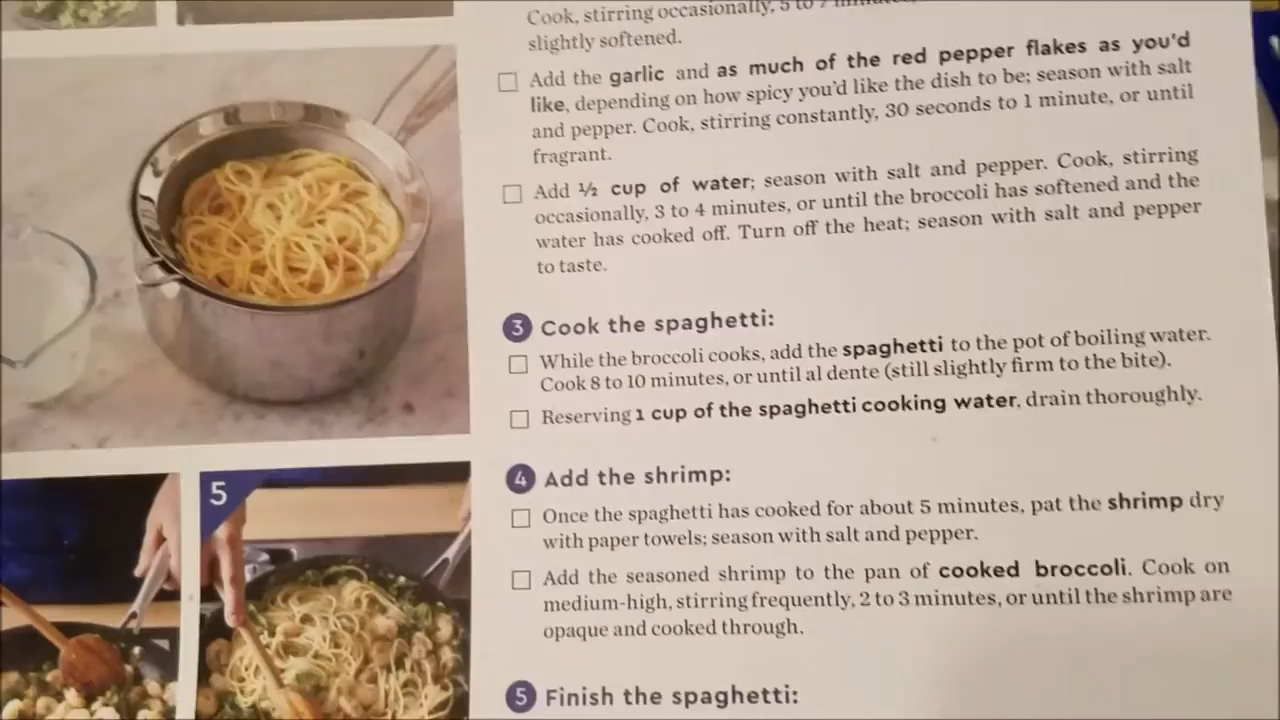 Cook, stirring occasionally, 5 to 7 minutes,
slightly softened.
Add the garlic and as much of the red pepper flakes as you'd
like, depending on how spicy you'd like the dish to be; season with salt
and pepper. Cook, stirring constantly, 30 seconds to 1 minute, or until
fragrant.
Add ½ cup of water; season with salt and pepper. Cook, stirring
occasionally, 3 to 4 minutes, or until the broccoli has softened and the
water has cooked off. Turn off the heat; season with salt and pepper
to taste.
3 Cook the spaghetti:
While the broccoli cooks, add the spaghetti to the pot of boiling water.
Cook 8 to 10 minutes, or until al dente (still slightly firm to the bite).
Reserving 1 cup of the spaghetti cooking water, drain thoroughly.
5
4 Add the shrimp:
Once the spaghetti has cooked for about 5 minutes, pat the shrimp dry
with paper towels; season with salt and pepper.
Add the seasoned shrimp to the pan of cooked broccoli. Cook on
medium-high, stirring frequently, 2 to 3 minutes, or until the shrimp are
opaque and cooked through.
5 Finish the spaghetti: